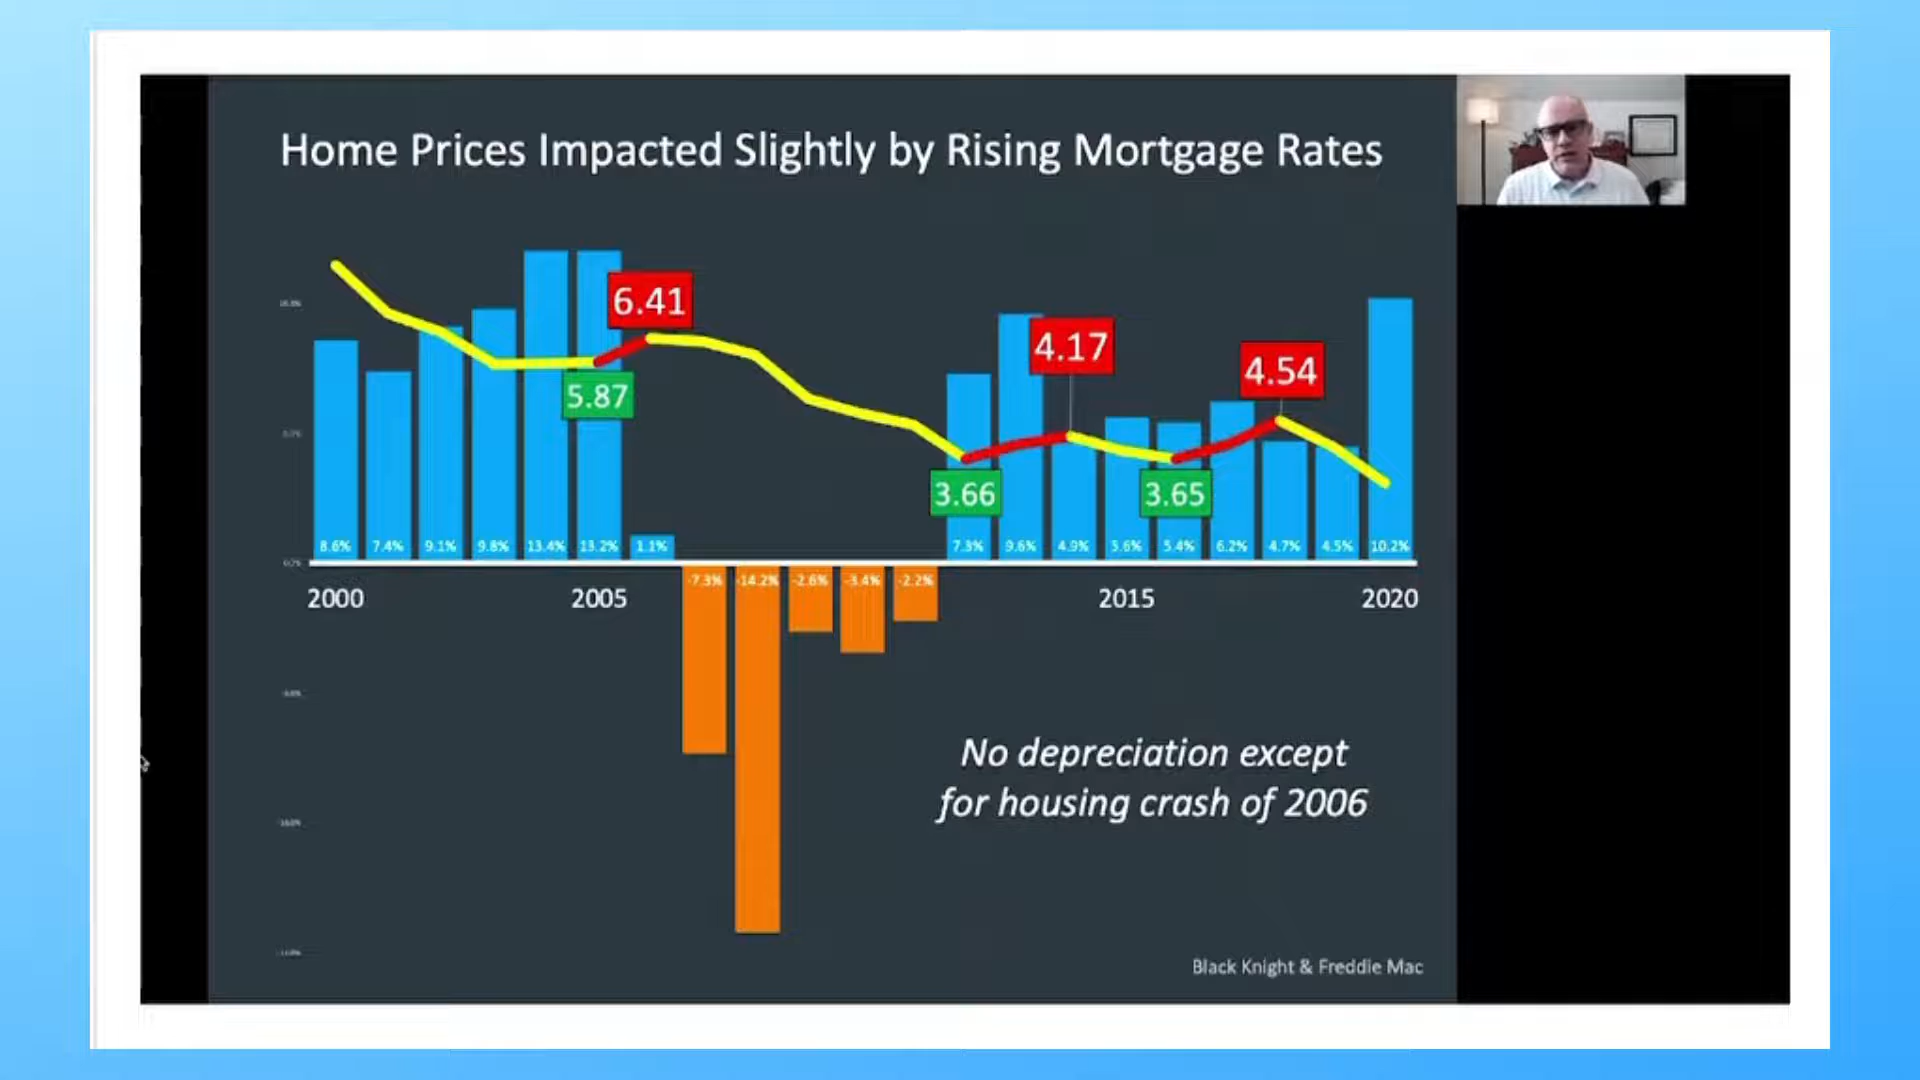 Home Prices Impacted Slightly by Rising Mortgage Rates
6.41
4.17
4.54
5.87
3.66
3.65
8.6% 7.4% 9.1% 9.8% 13.4% 13.2% 1.1% 7.3% 9.6% 4.9% 5.6% 5.4% 6.2% 4.7% 4.5% 10.2%
-7.3% -14.2% -2.6% -3.4% -2.2%
2000 2005 2015 2020
No depreciation except
for housing crash of 2006
Black Knight & Freddie Mac